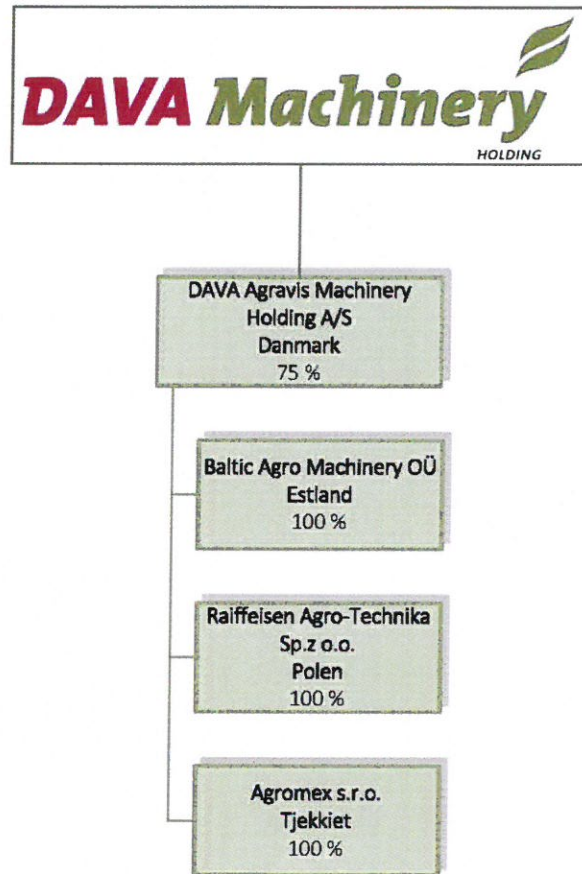 DAVA Machinery
HOLDING
DAVA Agravis Machinery
Holding A/S
Danmark
75 %
Baltic Agro Machinery OÜ
Estland
100 %
Raiffeisen Agro-Technika
Sp.z o.o.
Polen
100 %
Agromex s.r.o.
Tjekkiet
100 %